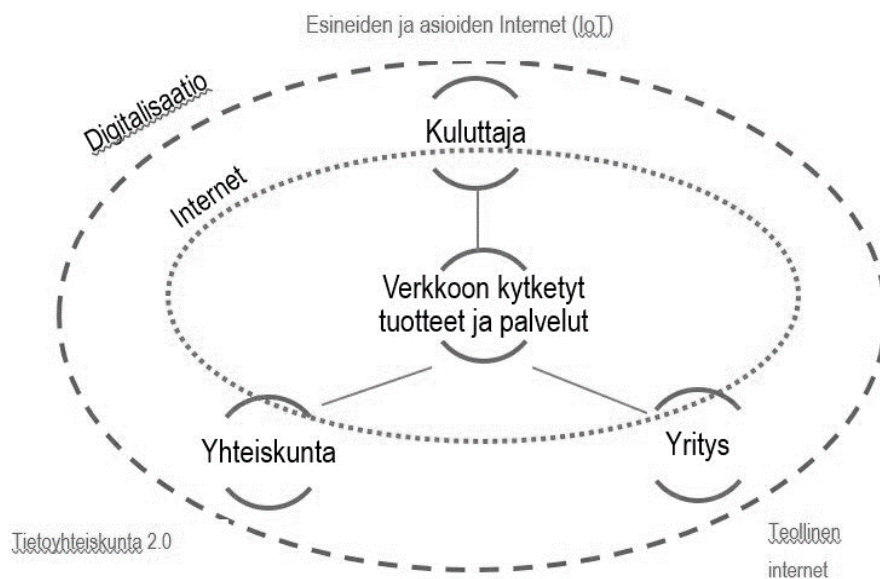 Esineiden ja asioiden Internet (IoT)
Digitalisaatio
Kuluttaja
Internet
Verkkoon kytketyt
tuotteet ja palvelut
Yhteiskunta
Yritys
Tietoyhteiskunta 2.0
Teollinen
internet